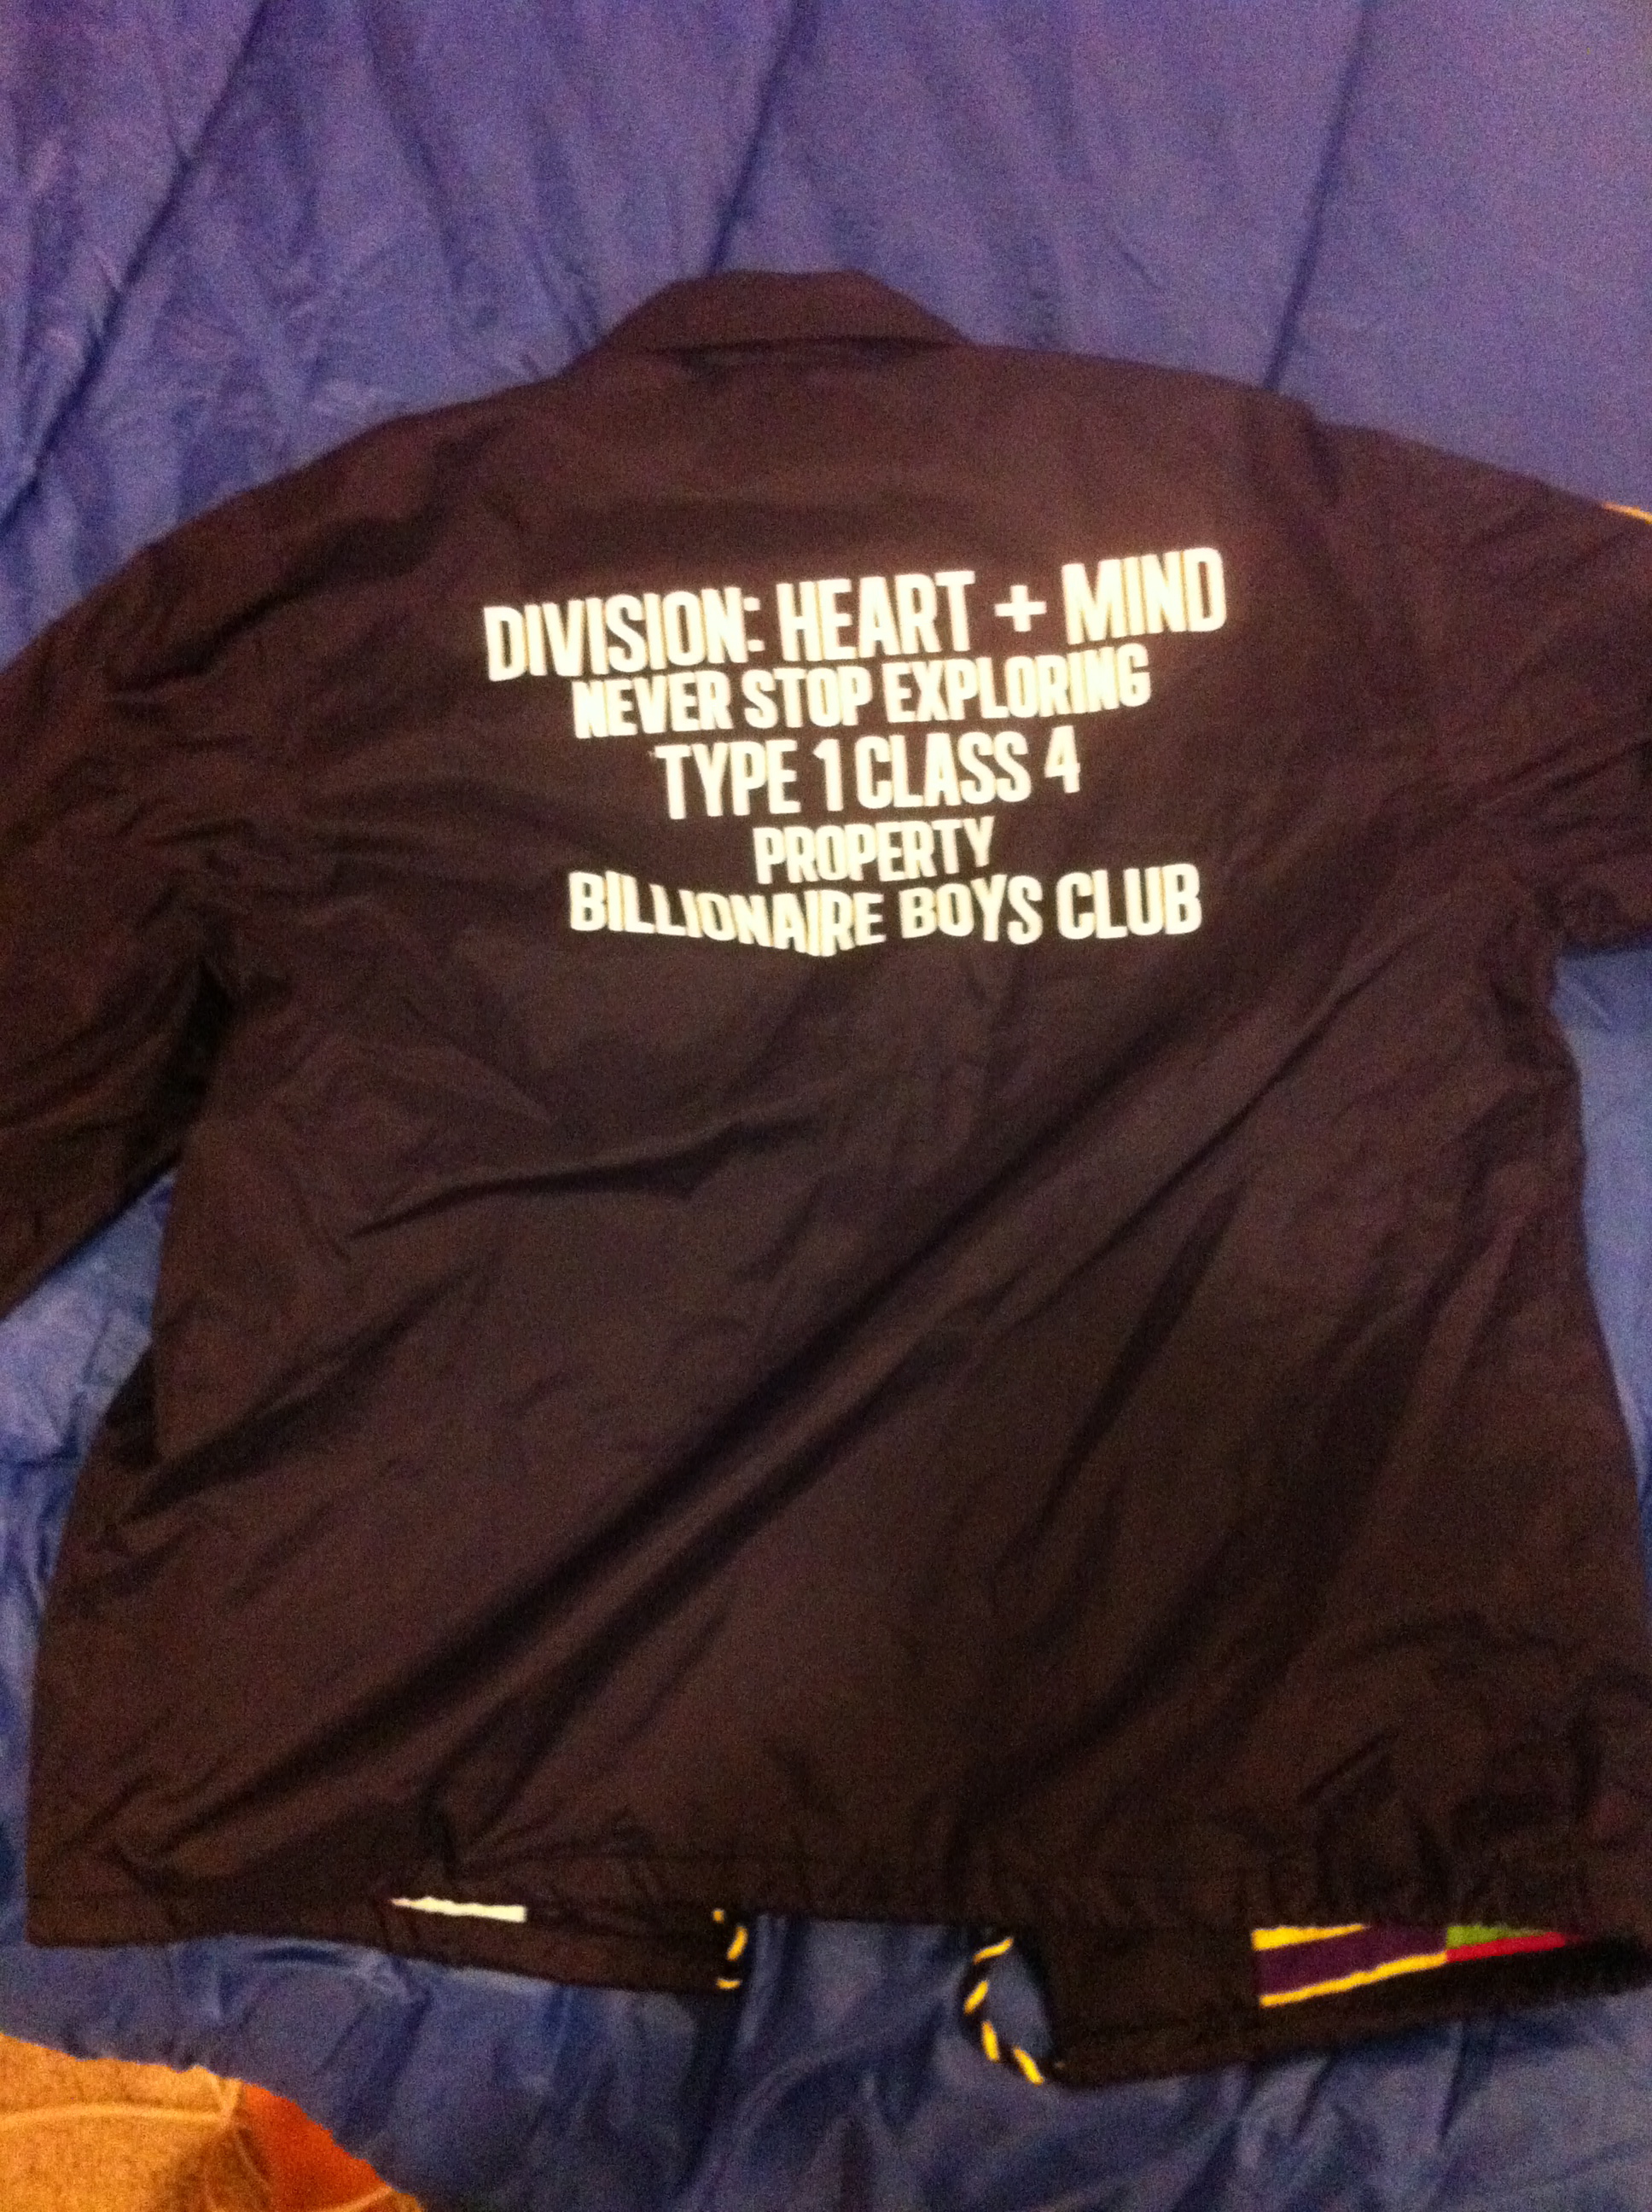 DIVISION: HEART + MIND
NEVER STOP EXPLORING
TYPE 1 CLASS 4
PROPERTY
BILLIONAIRE BOYS CLUB